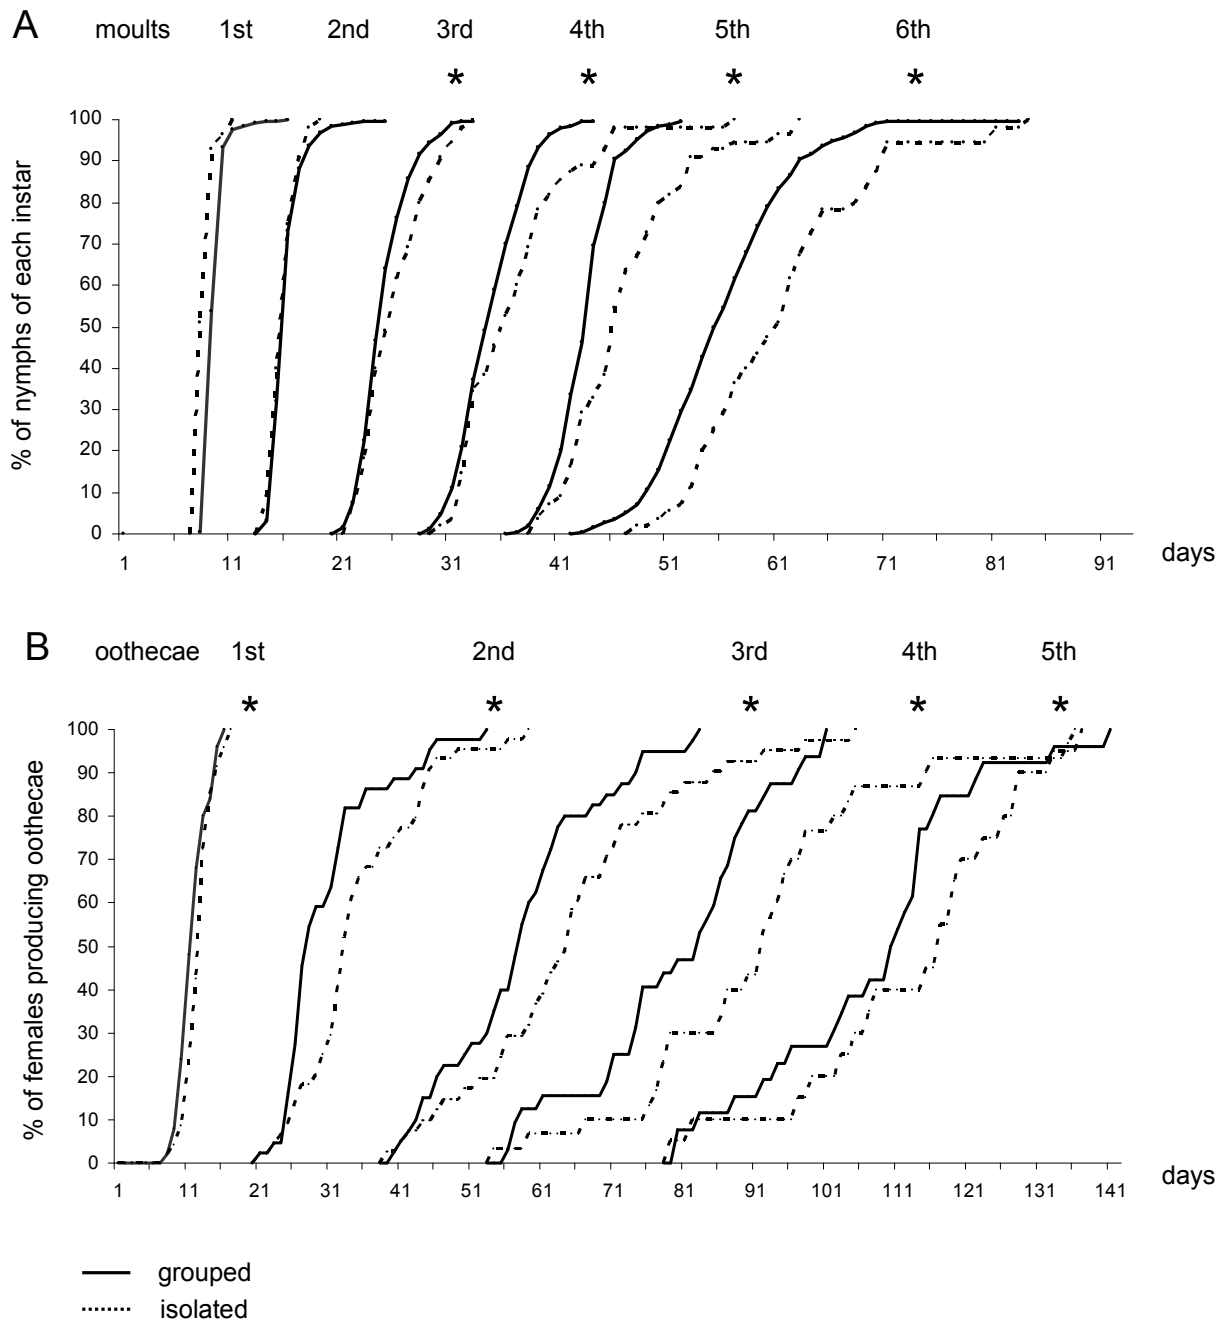 A
moults 1st 2nd 3rd 4th 5th 6th
* * * *
% of nymphs of each instar
100
90
80
70
60
50
40
30
20
10
0
1 11 21 31 41 51 61 71 81 91
days
B
oothecae 1st 2nd 3rd 4th 5th
* * * * *
% of females producing oothecae
100
90
80
70
60
50
40
30
20
10
0
1 11 21 31 41 51 61 71 81 91 101 111 121 131 141
days
grouped
isolated